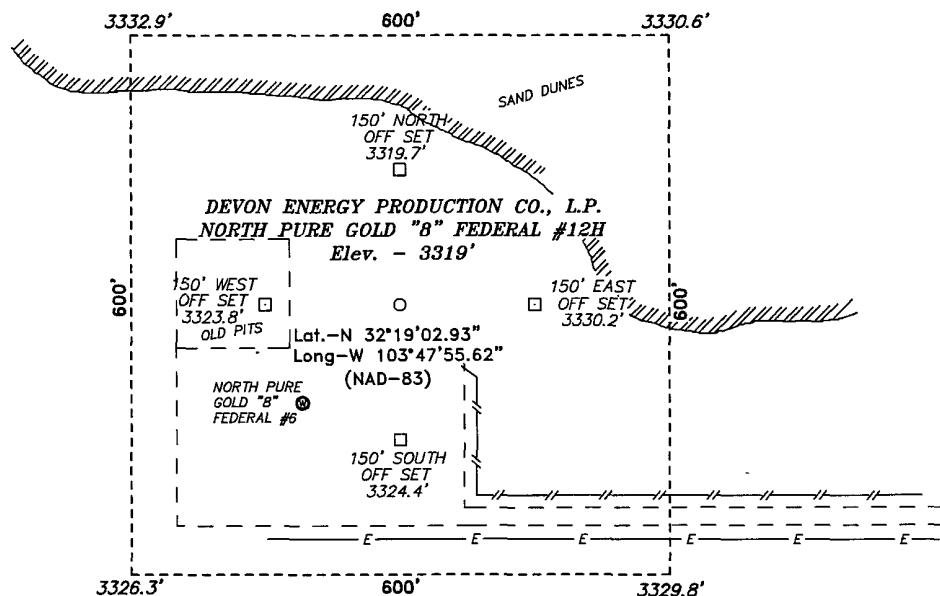 3332.9'
600'
3330.6'
SAND DUNES
150' NORTH
OFF SET
3319.7'
DEVON ENERGY PRODUCTION CO., L.P.
NORTH PURE GOLD "8" FEDERAL #12H
Elev. - 3319'
600'
150' WEST
OFF SET
3323.8'
OLD PITS
150' EAST
OFF SET
3330.2'
600'
Lat.-N 32°19'02.93"
Long-W 103°47'55.62"
(NAD-83)
NORTH PURE
GOLD "8"
FEDERAL #6
W
150' SOUTH
OFF SET
3324.4'
E E E E E E
3326.3'
600'
3329.8'